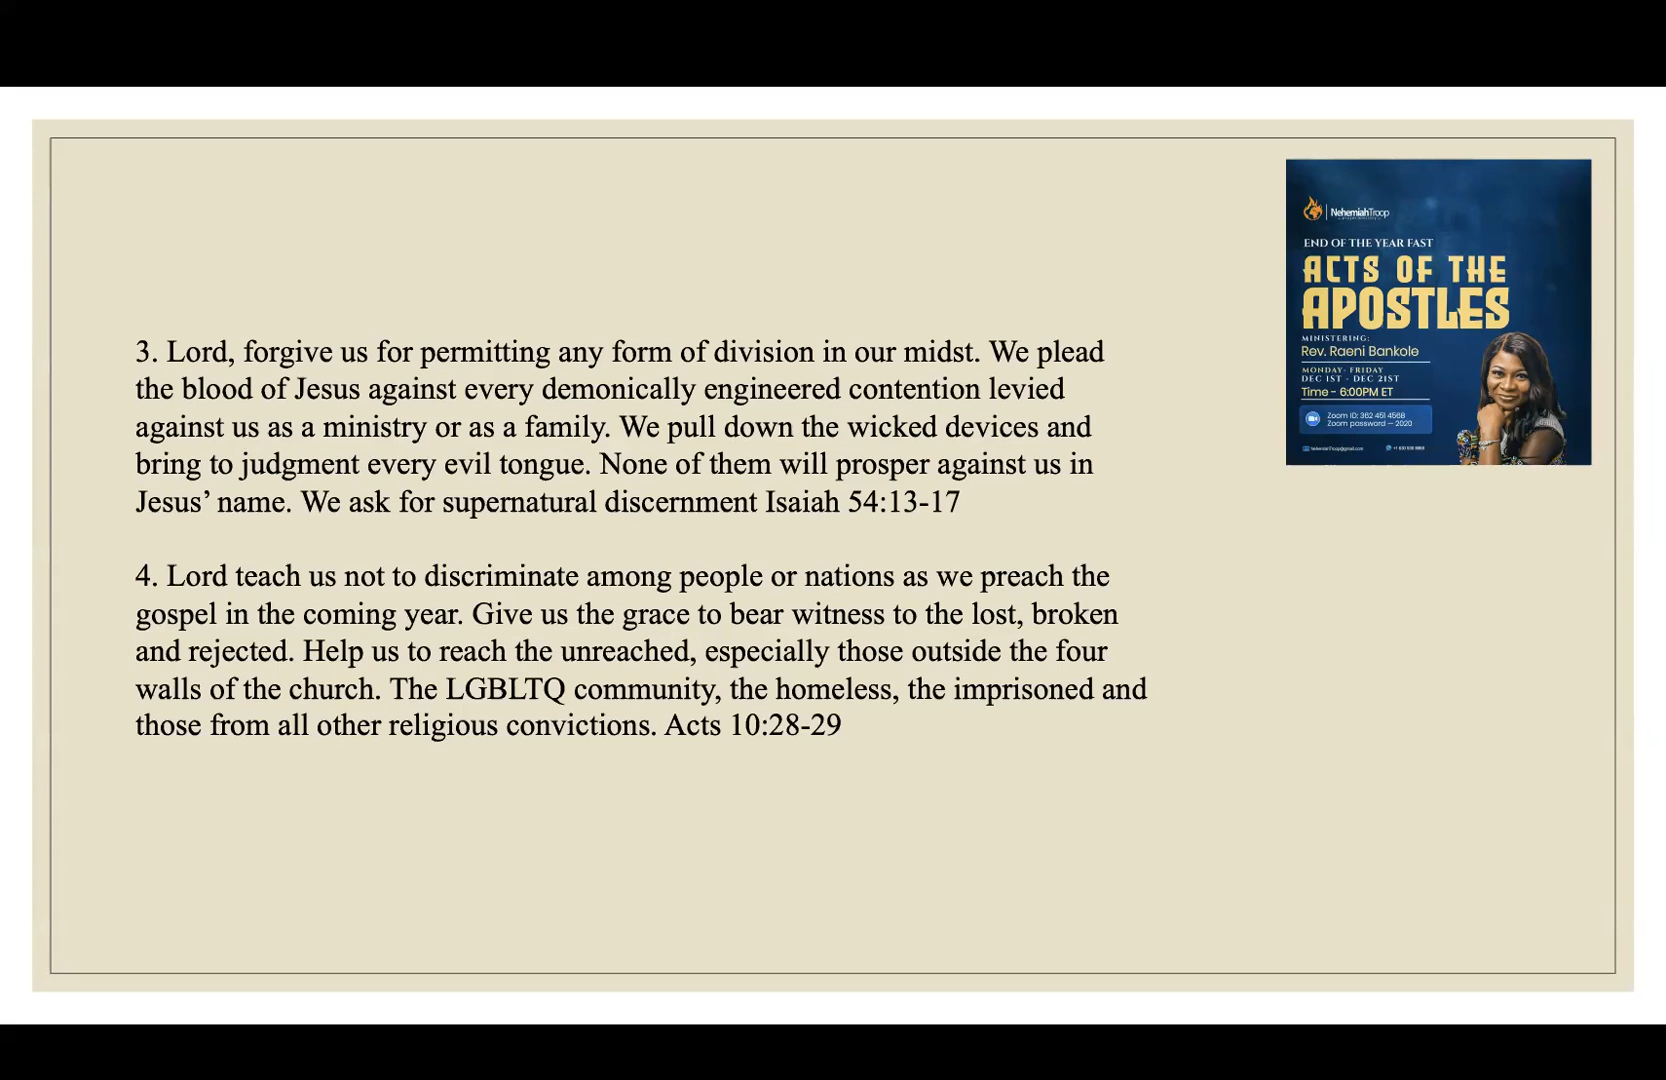 3. Lord, forgive us for permitting any form of division in our midst. We plead
the blood of Jesus against every demonically engineered contention levied
against us as a ministry or as a family. We pull down the wicked devices and
bring to judgment every evil tongue. None of them will prosper against us in
Jesus’ name. We ask for supernatural discernment Isaiah 54:13-17
4. Lord teach us not to discriminate among people or nations as we preach the
gospel in the coming year. Give us the grace to bear witness to the lost, broken
and rejected. Help us to reach the unreached, especially those outside the four
walls of the church. The LGBLTQ community, the homeless, the imprisoned and
those from all other religious convictions. Acts 10:28-29
NehemiahTroop
END OF THE YEAR FAST
ACTS OF THE
APOSTLES
MINISTERING:
Rev. Raeni Bankole
MONDAY- FRIDAY
DEC 1ST - DEC 21ST
Time - 6:00PM ET
Zoom ID: 362 451 4568
Zoom password — 2020
NehemiahTroop@gmail.com